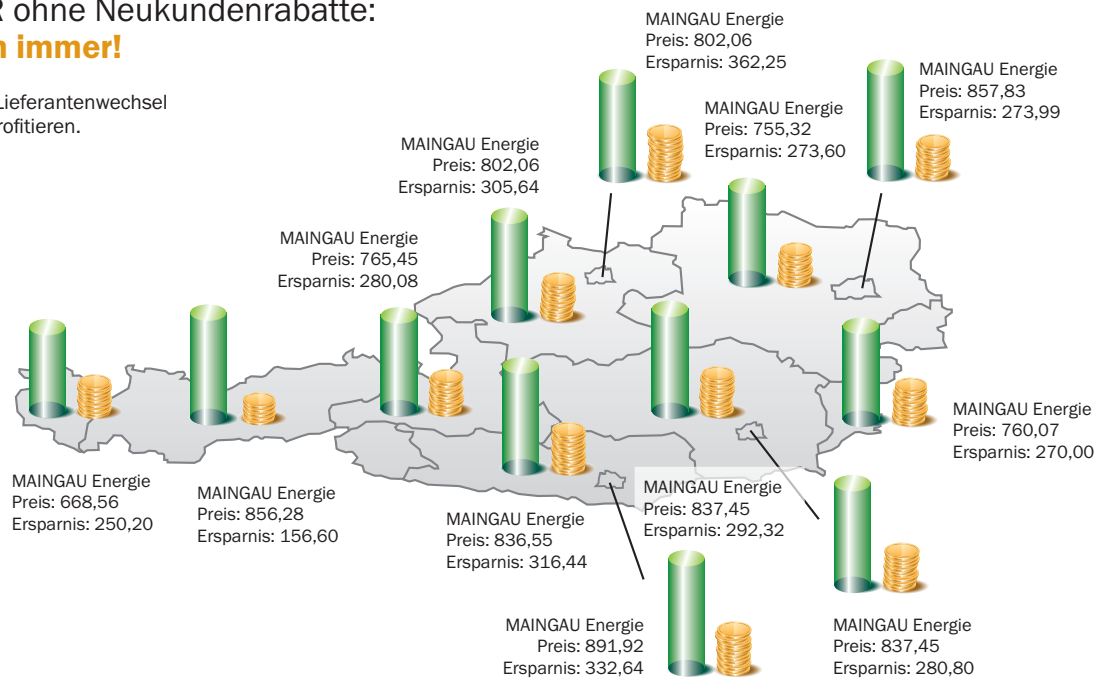 R ohne Neukundenrabatte:
n immer!
Lieferantenwechsel
rofitieren.
MAINGAU Energie
Preis: 802,06
Ersparnis: 362,25
MAINGAU Energie
Preis: 857,83
Ersparnis: 273,99
MAINGAU Energie
Preis: 755,32
Ersparnis: 273,60
MAINGAU Energie
Preis: 802,06
Ersparnis: 305,64
MAINGAU Energie
Preis: 765,45
Ersparnis: 280,08
MAINGAU Energie
Preis: 760,07
Ersparnis: 270,00
MAINGAU Energie
Preis: 668,56
Ersparnis: 250,20
MAINGAU Energie
Preis: 856,28
Ersparnis: 156,60
MAINGAU Energie
Preis: 836,55
Ersparnis: 316,44
MAINGAU Energie
Preis: 837,45
Ersparnis: 292,32
MAINGAU Energie
Preis: 891,92
Ersparnis: 332,64
MAINGAU Energie
Preis: 837,45
Ersparnis: 280,80